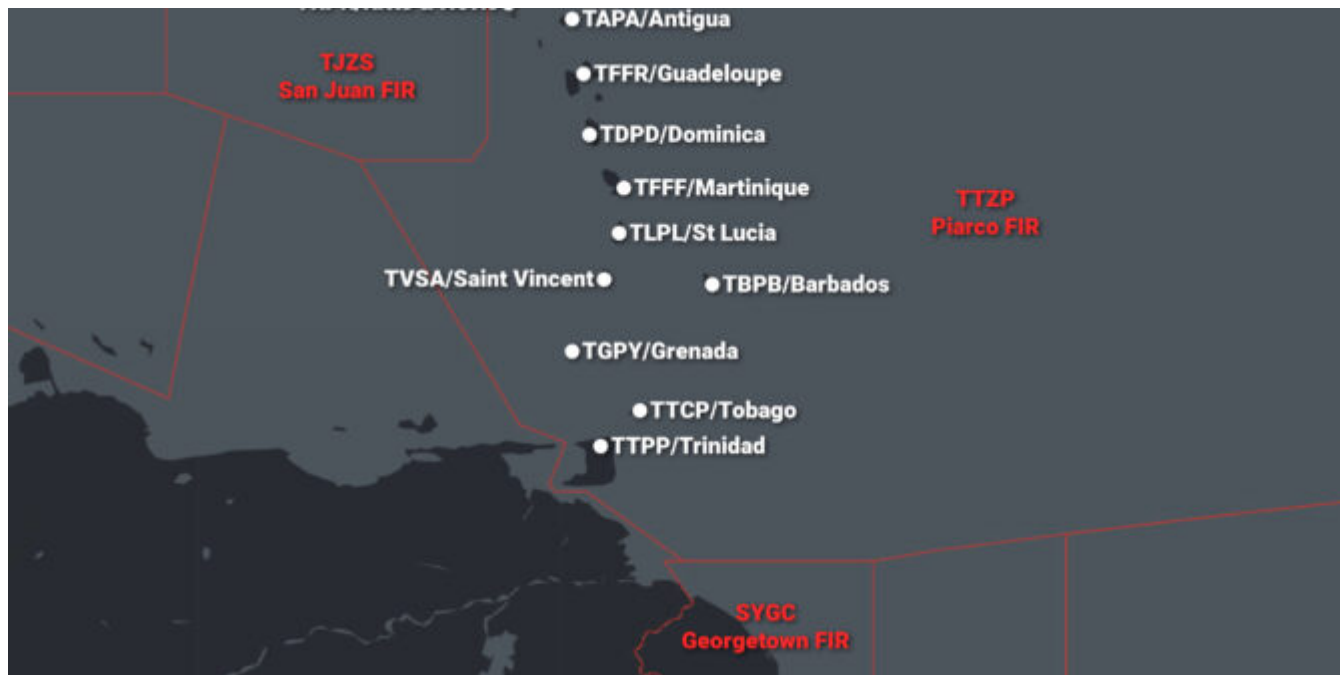 TAPA/Antigua
TJZS
San Juan FIR
TFFR/Guadeloupe
TDPD/Dominica
TFFF/Martinique
TTZP
Piarco FIR
TLPL/St Lucia
TVSA/Saint Vincent
TBPB/Barbados
TGPY/Grenada
TTCP/Tobago
TTPP/Trinidad
SYGC
Georgetown FIR